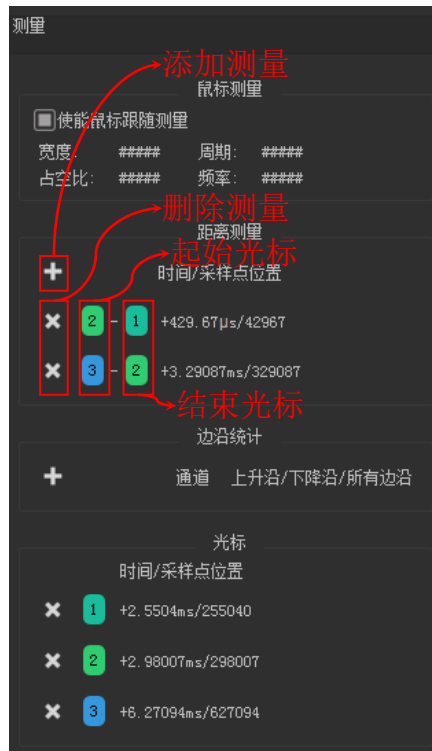 测量
添加测量
鼠标测量
使能鼠标跟随测量
宽度: ##### 周期: #####
占空比: ##### 频率: #####
删除测量
距离测量
起始光标
+ 时间/采样点位置
× 2 - 1 +429.67μs/42967
× 3 - 2 +3.29087ms/329087
结束光标
边沿统计
+ 通道 上升沿/下降沿/所有边沿
光标
时间/采样点位置
× 1 +2.5504ms/255040
× 2 +2.98007ms/298007
× 3 +6.27094ms/627094